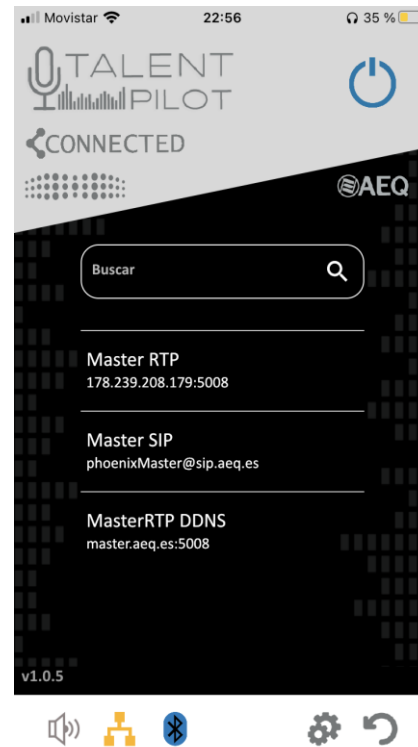 Movistar 22:56 35 %
TALENT
PILOT
CONNECTED
AEQ
Buscar
Master RTP
178.239.208.179:5008
Master SIP
phoenixMaster@sip.aeq.es
MasterRTP DDNS
master.aeq.es:5008
v1.0.5